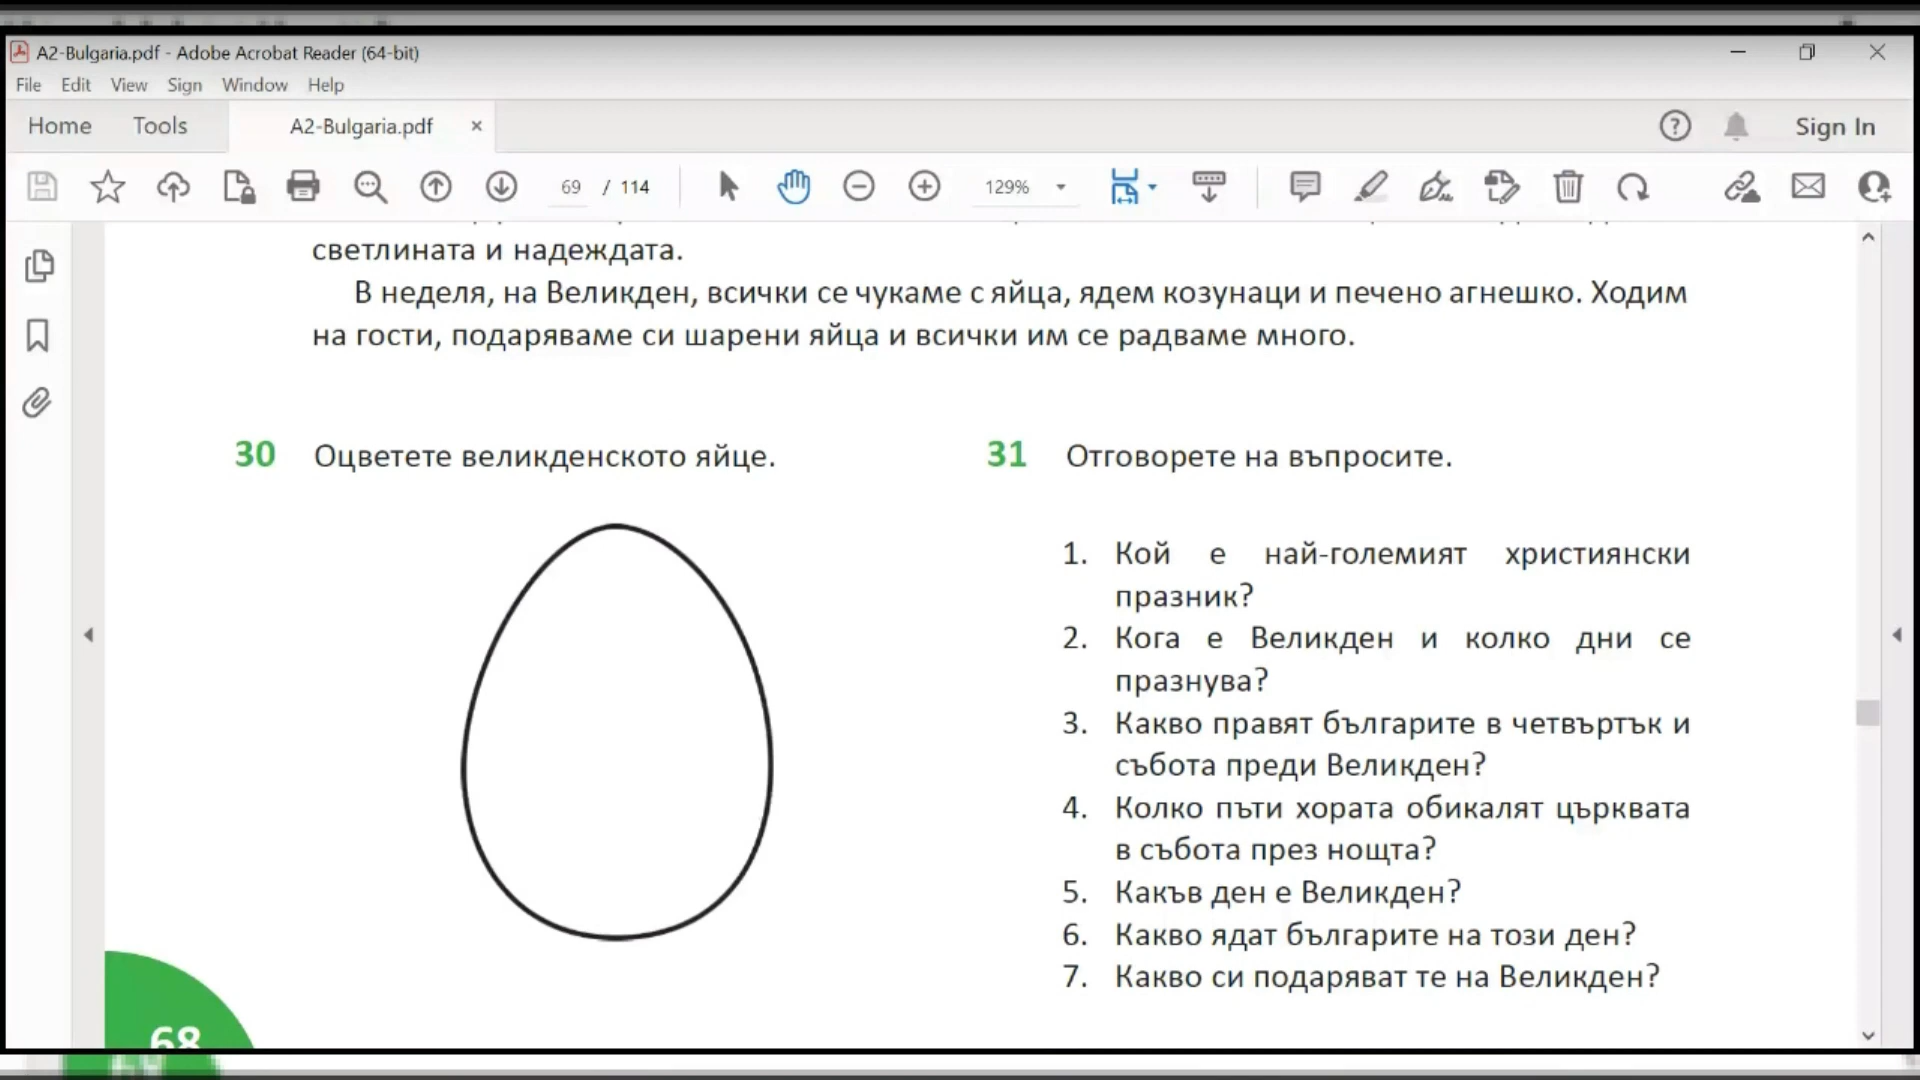 A2-Bulgaria.pdf - Adobe Acrobat Reader (64-bit)
File Edit View Sign Window Help
Home Tools A2-Bulgaria.pdf × Sign In
69 / 114 129%
светлината и надеждата.
В неделя, на Великден, всички се чукаме с яйца, ядем козунаци и печено агнешко. Ходим
на гости, подаряваме си шарени яйца и всички им се радваме много.
30 Оцветете великденското яйце.
31 Отговорете на въпросите.
1. Кой е най-големият християнски
празник?
2. Кога е Великден и колко дни се
празнува?
3. Какво правят българите в четвъртък и
събота преди Великден?
4. Колко пъти хората обикалят църквата
в събота през нощта?
5. Какъв ден е Великден?
6. Какво ядат българите на този ден?
7. Какво си подаряват те на Великден?
68